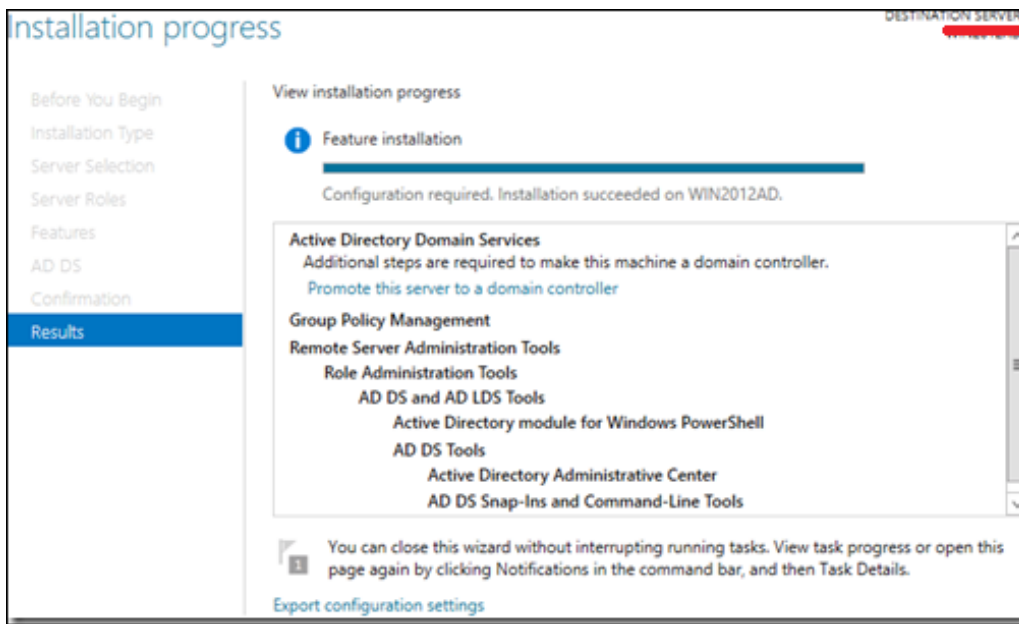 Installation progress
DESTINATION SERVER
Before You Begin
Installation Type
Server Selection
Server Roles
Features
AD DS
Confirmation
Results
View installation progress
Feature installation
Configuration required. Installation succeeded on WIN2012AD.
Active Directory Domain Services
Additional steps are required to make this machine a domain controller.
Promote this server to a domain controller
Group Policy Management
Remote Server Administration Tools
Role Administration Tools
AD DS and AD LDS Tools
Active Directory module for Windows PowerShell
AD DS Tools
Active Directory Administrative Center
AD DS Snap-Ins and Command-Line Tools
1
You can close this wizard without interrupting running tasks. View task progress or open this
page again by clicking Notifications in the command bar, and then Task Details.
Export configuration settings